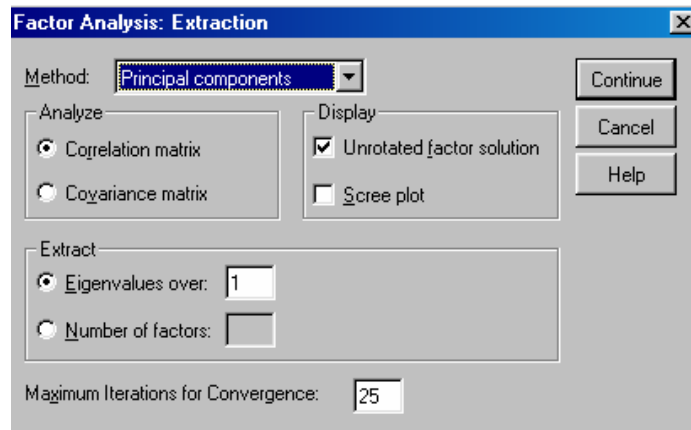 Factor Analysis: Extraction
Method: Principal components
Continue
Analyze
Display
Correlation matrix
Unrotated factor solution
Cancel
Covariance matrix
Scree plot
Help
Extract
Eigenvalues over: 1
Number of factors:
Maximum Iterations for Convergence: 25